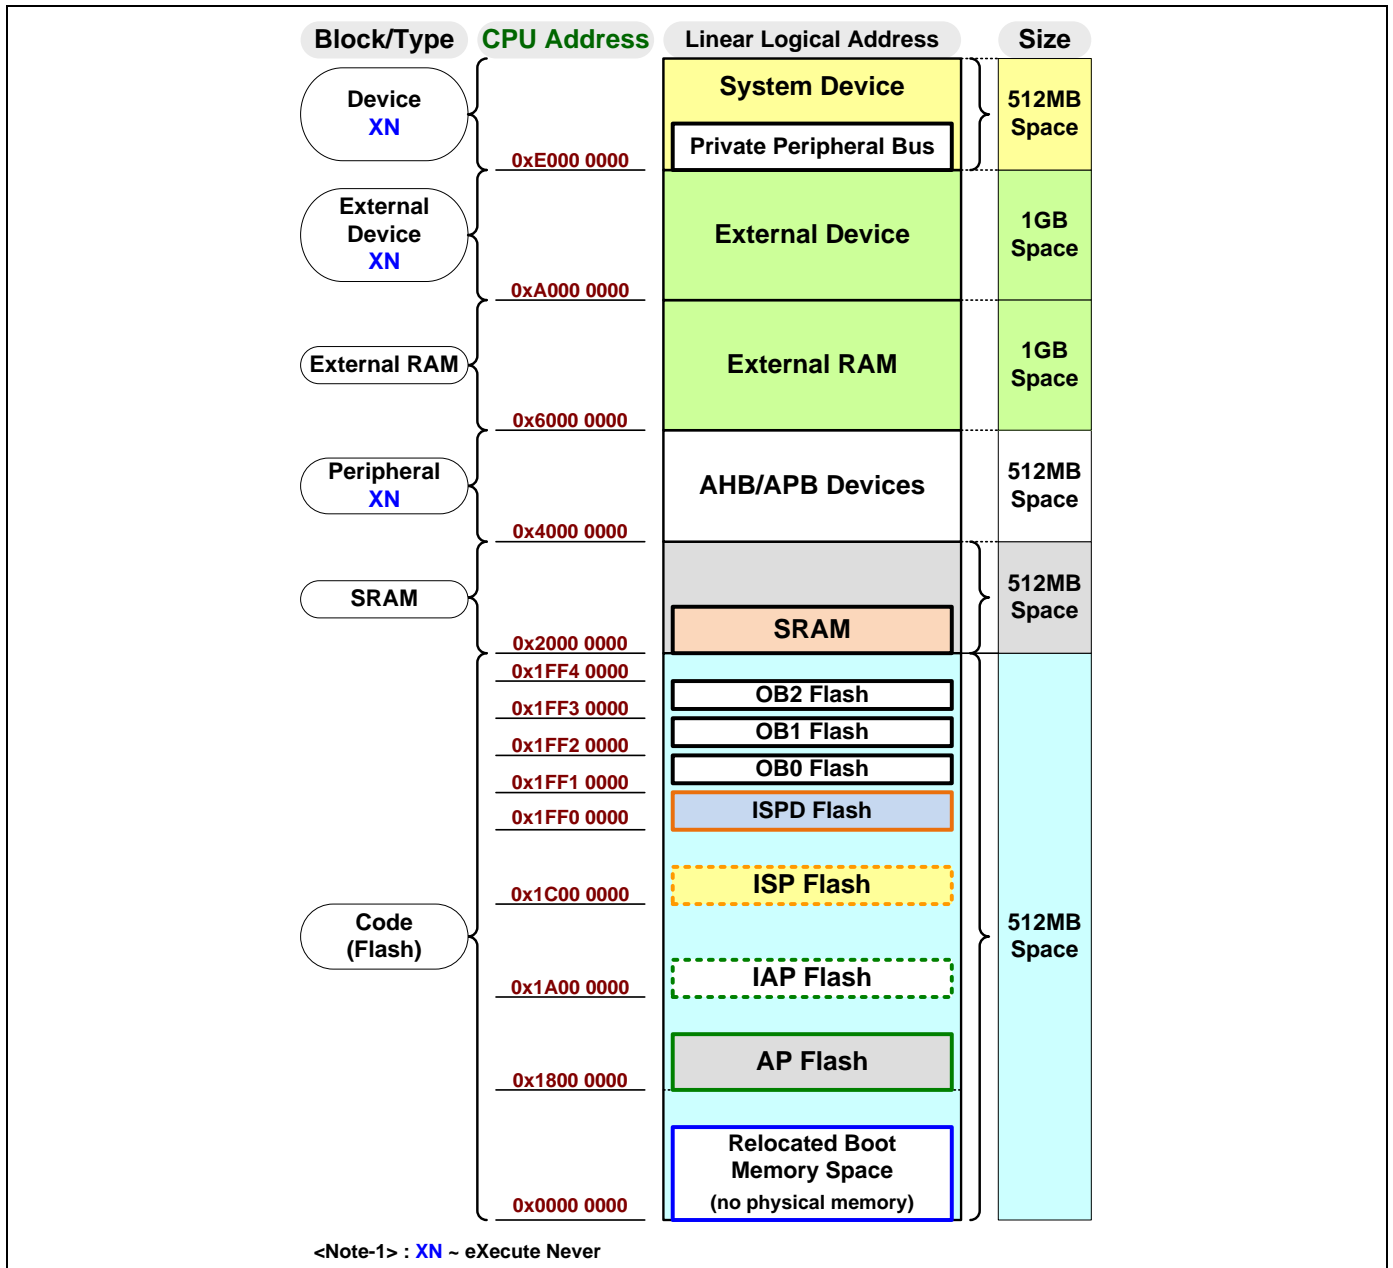 Block/Type CPU Address Linear Logical Address Size
System Device
Device
XN
512MB
Space
Private Peripheral Bus
0xE000 0000
External
Device
XN
External Device
1GB
Space
0xA000 0000
External RAM
External RAM
1GB
Space
0x6000 0000
Peripheral
XN
AHB/APB Devices
512MB
Space
0x4000 0000
SRAM
512MB
Space
SRAM
0x2000 0000
0x1FF4 0000
OB2 Flash
0x1FF3 0000
OB1 Flash
0x1FF2 0000
OB0 Flash
0x1FF1 0000
ISPD Flash
0x1FF0 0000
ISP Flash
0x1C00 0000
Code
(Flash)
512MB
Space
IAP Flash
0x1A00 0000
AP Flash
0x1800 0000
Relocated Boot
Memory Space
(no physical memory)
0x0000 0000
<Note-1> : XN ~ eXecute Never